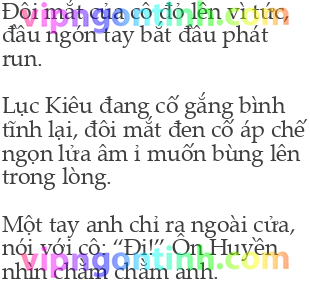 Đôi mắt của cô đỏ lên vì tức,
đầu ngón tay bắt đầu phát
run.
Lục Kiêu đang cố gắng bình
tĩnh lại, đôi mắt đen cố áp chế
ngọn lửa âm ỉ muốn bùng lên
trong lòng.
Một tay anh chỉ ra ngoài cửa,
nói với cô: “Đi!” Ôn Huyền
nhìn chằm chằm anh.
vipngontinh.com
vipngontinh.com